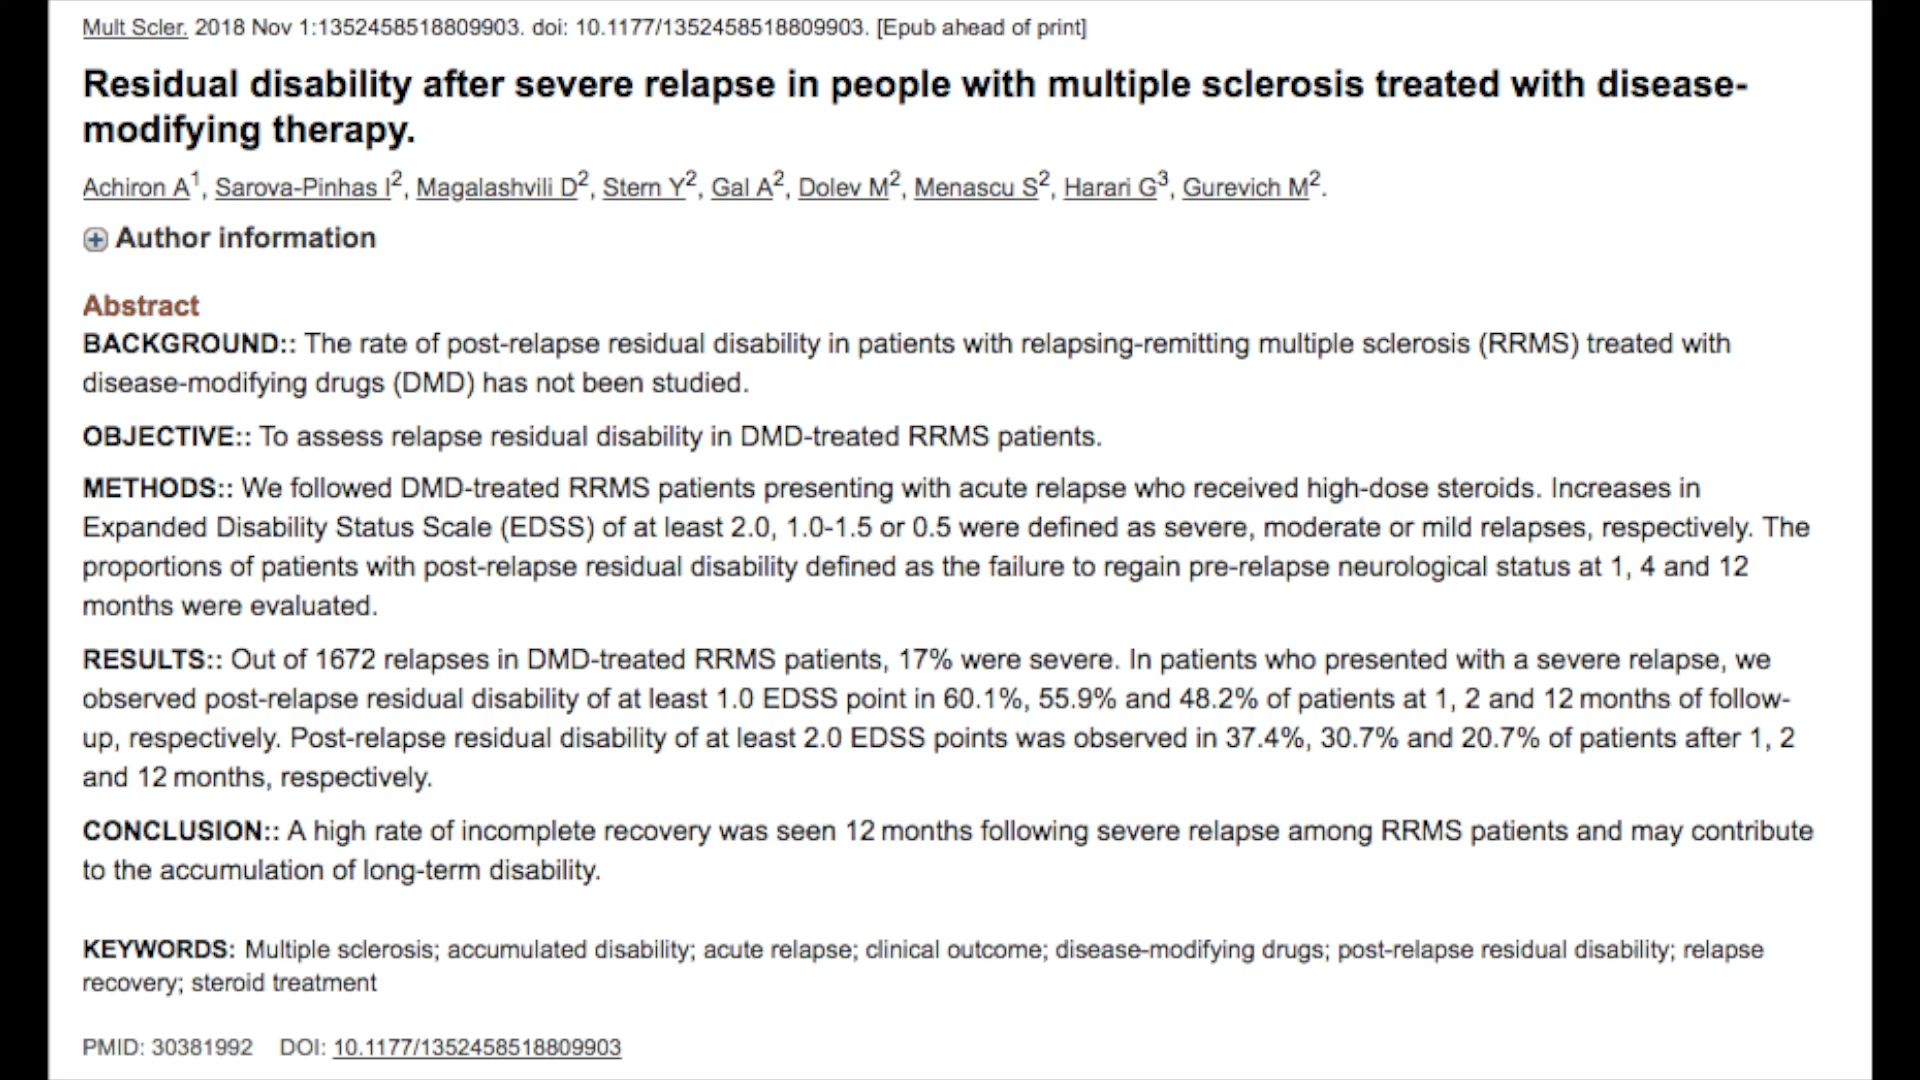 Mult Scler. 2018 Nov 1:1352458518809903. doi: 10.1177/1352458518809903. [Epub ahead of print]
Residual disability after severe relapse in people with multiple sclerosis treated with disease-
modifying therapy.
Achiron A1, Sarova-Pinhas I2, Magalashvili D2, Stern Y2, Gal A2, Dolev M2, Menascu S2, Harari G3, Gurevich M2.
Author information
Abstract
BACKGROUND:: The rate of post-relapse residual disability in patients with relapsing-remitting multiple sclerosis (RRMS) treated with
disease-modifying drugs (DMD) has not been studied.
OBJECTIVE:: To assess relapse residual disability in DMD-treated RRMS patients.
METHODS:: We followed DMD-treated RRMS patients presenting with acute relapse who received high-dose steroids. Increases in
Expanded Disability Status Scale (EDSS) of at least 2.0, 1.0-1.5 or 0.5 were defined as severe, moderate or mild relapses, respectively. The
proportions of patients with post-relapse residual disability defined as the failure to regain pre-relapse neurological status at 1, 4 and 12
months were evaluated.
RESULTS:: Out of 1672 relapses in DMD-treated RRMS patients, 17% were severe. In patients who presented with a severe relapse, we
observed post-relapse residual disability of at least 1.0 EDSS point in 60.1%, 55.9% and 48.2% of patients at 1, 2 and 12 months of follow-
up, respectively. Post-relapse residual disability of at least 2.0 EDSS points was observed in 37.4%, 30.7% and 20.7% of patients after 1, 2
and 12 months, respectively.
CONCLUSION:: A high rate of incomplete recovery was seen 12 months following severe relapse among RRMS patients and may contribute
to the accumulation of long-term disability.
KEYWORDS: Multiple sclerosis; accumulated disability; acute relapse; clinical outcome; disease-modifying drugs; post-relapse residual disability; relapse
recovery; steroid treatment
PMID: 30381992 DOI: 10.1177/1352458518809903